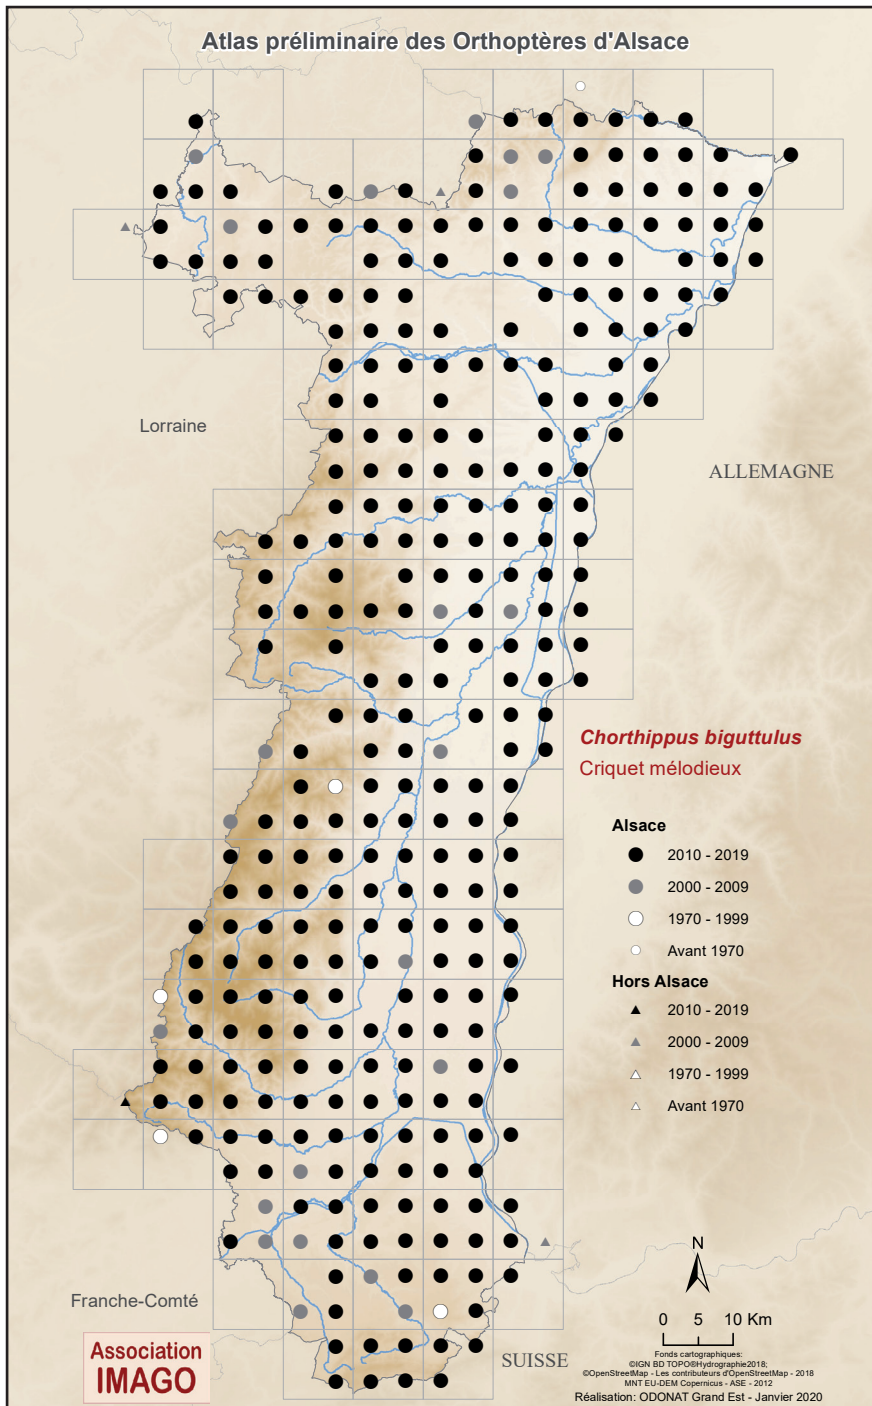 Atlas préliminaire des Orthoptères d'Alsace
Lorraine
ALLEMAGNE
Chorthippus biguttulus
Criquet mélodieux
Alsace
2010 - 2019
2000 - 2009
1970 - 1999
Avant 1970
Hors Alsace
2010 - 2019
2000 - 2009
1970 - 1999
Avant 1970
N
Franche-Comté
0 5 10 Km
Association
IMAGO
SUISSE
Fonds cartographiques:
©IGN BD TOPO®Hydrographie2018;
©OpenStreetMap - Les contributeurs d'OpenStreetMap - 2018
MNT EU-DEM Copernicus - ASE - 2012
Réalisation: ODONAT Grand Est - Janvier 2020